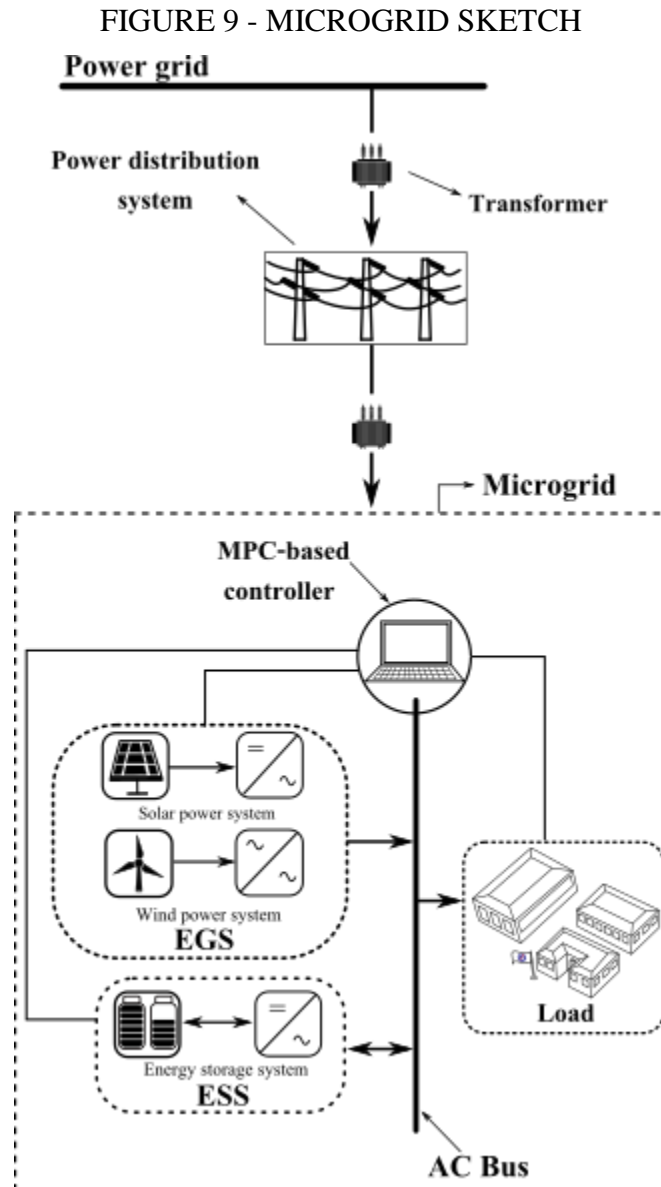 FIGURE 9 - MICROGRID SKETCH
Power grid
Power distribution
system
Transformer
Microgrid
MPC-based
controller
Solar power system
Wind power system
EGS
Energy storage system
ESS
Load
AC Bus